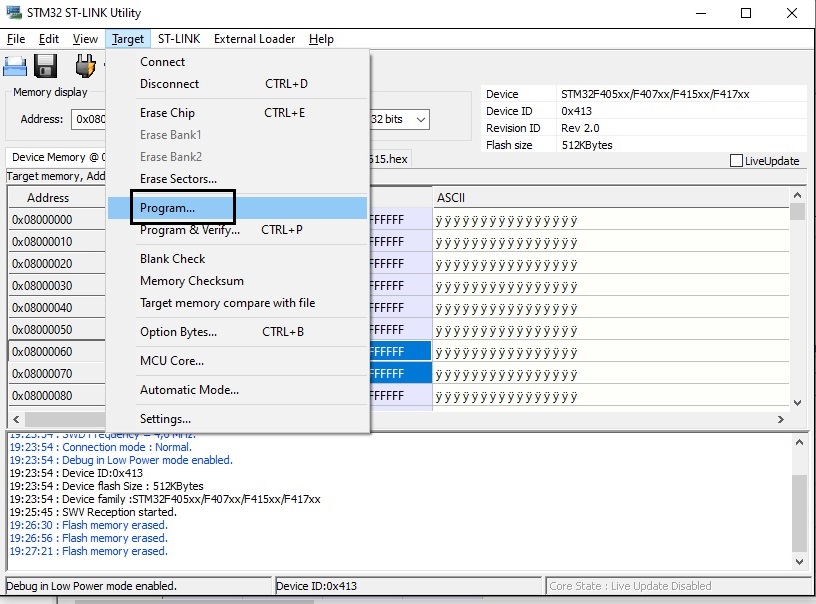 STM32 ST-LINK Utility
File Edit View Target ST-LINK External Loader Help
Memory display
Address: 0x080 32 bits
Device STM32F405xx/F407xx/F415xx/F417xx
Device ID 0x413
Revision ID Rev 2.0
Flash size 512KBytes
LiveUpdate
Device Memory @ 0 515.hex
Target memory, Add
Connect
Disconnect CTRL+D
Erase Chip CTRL+E
Erase Bank1
Erase Bank2
Erase Sectors...
Program...
Program & Verify... CTRL+P
Blank Check
Memory Checksum
Target memory compare with file
Option Bytes... CTRL+B
MCU Core...
Automatic Mode...
Settings...
Address ASCII
0x08000000 FFFFFF ÿÿÿÿÿÿÿÿÿÿÿÿÿÿÿÿ
0x08000010 FFFFFF ÿÿÿÿÿÿÿÿÿÿÿÿÿÿÿÿ
0x08000020 FFFFFF ÿÿÿÿÿÿÿÿÿÿÿÿÿÿÿÿ
0x08000030 FFFFFF ÿÿÿÿÿÿÿÿÿÿÿÿÿÿÿÿ
0x08000040 FFFFFF ÿÿÿÿÿÿÿÿÿÿÿÿÿÿÿÿ
0x08000050 FFFFFF ÿÿÿÿÿÿÿÿÿÿÿÿÿÿÿÿ
0x08000060 FFFFFF ÿÿÿÿÿÿÿÿÿÿÿÿÿÿÿÿ
0x08000070 FFFFFF ÿÿÿÿÿÿÿÿÿÿÿÿÿÿÿÿ
0x08000080 FFFFFF ÿÿÿÿÿÿÿÿÿÿÿÿÿÿÿÿ
19:23:54 : SWD Frequency = 4,0 MHz.
19:23:54 : Connection mode : Normal.
19:23:54 : Debug in Low Power mode enabled.
19:23:54 : Device ID:0x413
19:23:54 : Device flash Size : 512KBytes
19:23:54 : Device family :STM32F405xx/F407xx/F415xx/F417xx
19:25:45 : SWV Reception started.
19:26:30 : Flash memory erased.
19:26:56 : Flash memory erased.
19:27:21 : Flash memory erased.
Debug in Low Power mode enabled. Device ID:0x413 Core State : Live Update Disabled